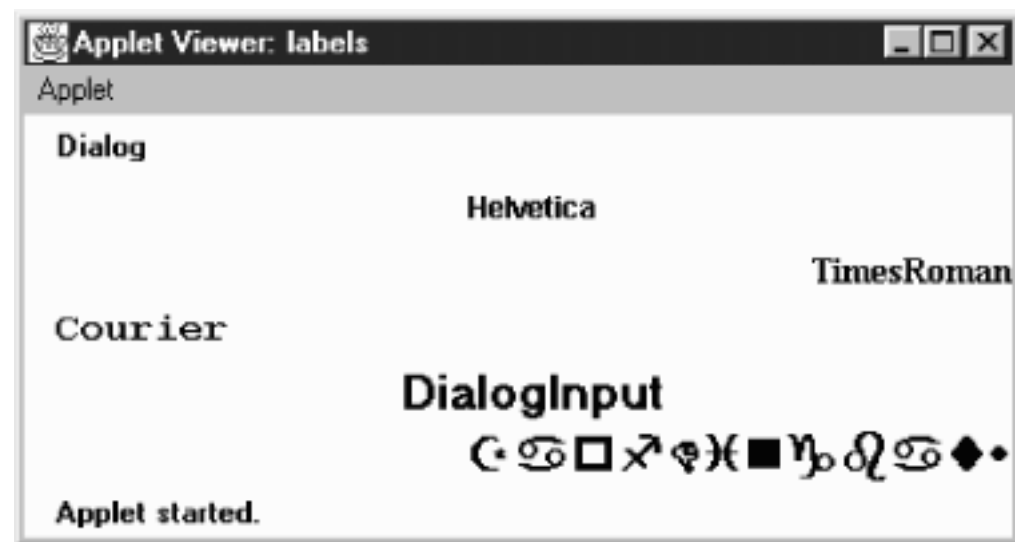 Applet Viewer: labels
Applet
Dialog
Helvetica
TimesRoman
Courier
DialogInput
☪♋□♐👎♓■♑♌♋◆•
Applet started.